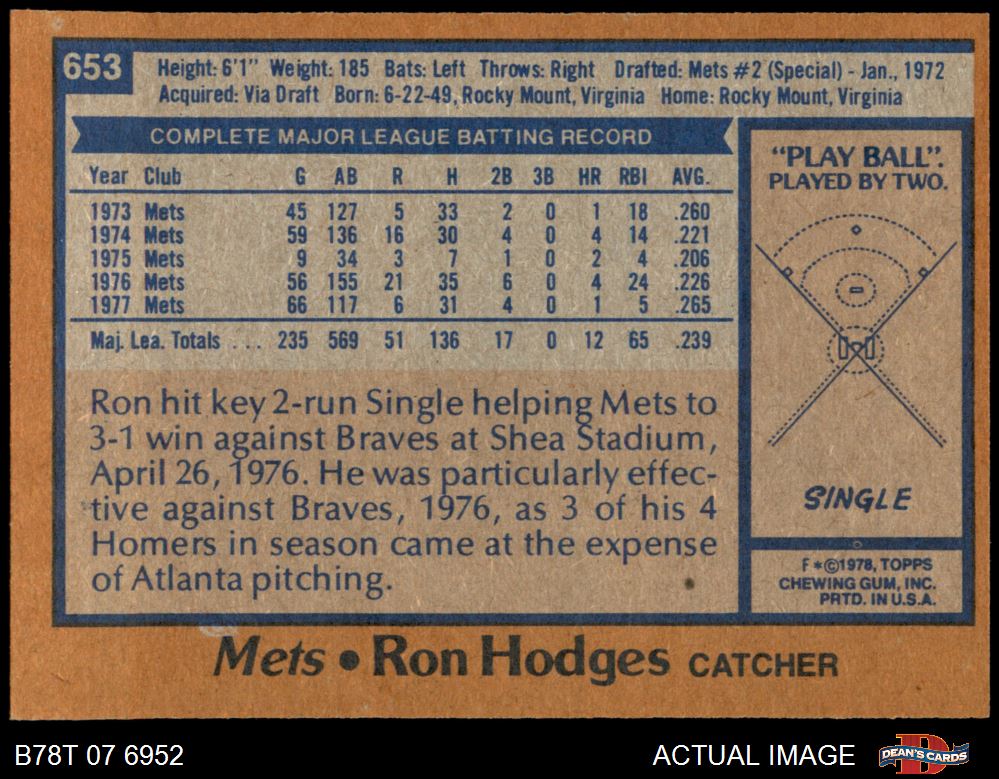 653
Height: 6'1" Weight: 185 Bats: Left Throws: Right Drafted: Mets #2 (Special) - Jan., 1972
Acquired: Via Draft Born: 6-22-49, Rocky Mount, Virginia Home: Rocky Mount, Virginia
COMPLETE MAJOR LEAGUE BATTING RECORD
Year Club G AB R H 2B 3B HR RBI AVG.
1973 Mets 45 127 5 33 2 0 1 18 .260
1974 Mets 59 136 16 30 4 0 4 14 .221
1975 Mets 9 34 3 7 1 0 2 4 .206
1976 Mets 56 155 21 35 6 0 4 24 .226
1977 Mets 66 117 6 31 4 0 1 5 .265
Maj. Lea. Totals ... 235 569 51 136 17 0 12 65 .239
Ron hit key 2-run Single helping Mets to
3-1 win against Braves at Shea Stadium,
April 26, 1976. He was particularly effec-
tive against Braves, 1976, as 3 of his 4
Homers in season came at the expense
of Atlanta pitching.
"PLAY BALL".
PLAYED BY TWO.
SINGLE
F*©1978, TOPPS
CHEWING GUM, INC.
PRTD. IN U.S.A.
Mets • Ron Hodges CATCHER
B78T 07 6952
ACTUAL IMAGE
D
DEAN'S CARDS